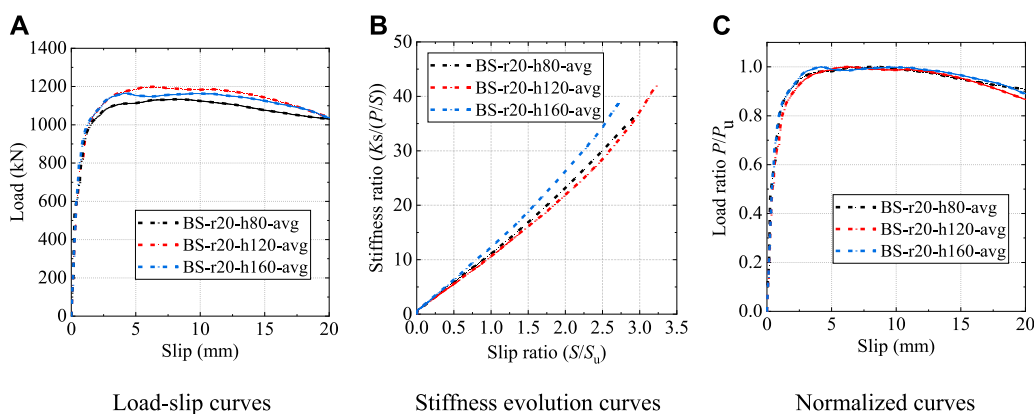 A
1400
1200
1000
800
600
400
200
0
Load (kN)
BS-r20-h80-avg
BS-r20-h120-avg
BS-r20-h160-avg
0 5 10 15 20
Slip (mm)
Load-slip curves
B
50
40
30
20
10
0
Stiffness ratio (Ks/(P/S))
BS-r20-h80-avg
BS-r20-h120-avg
BS-r20-h160-avg
0.0 0.5 1.0 1.5 2.0 2.5 3.0 3.5
Slip ratio (S/Su)
Stiffness evolution curves
C
1.0
0.8
0.6
0.4
0.2
0.0
Load ratio P/Pu
BS-r20-h80-avg
BS-r20-h120-avg
BS-r20-h160-avg
0 5 10 15 20
Slip (mm)
Normalized curves